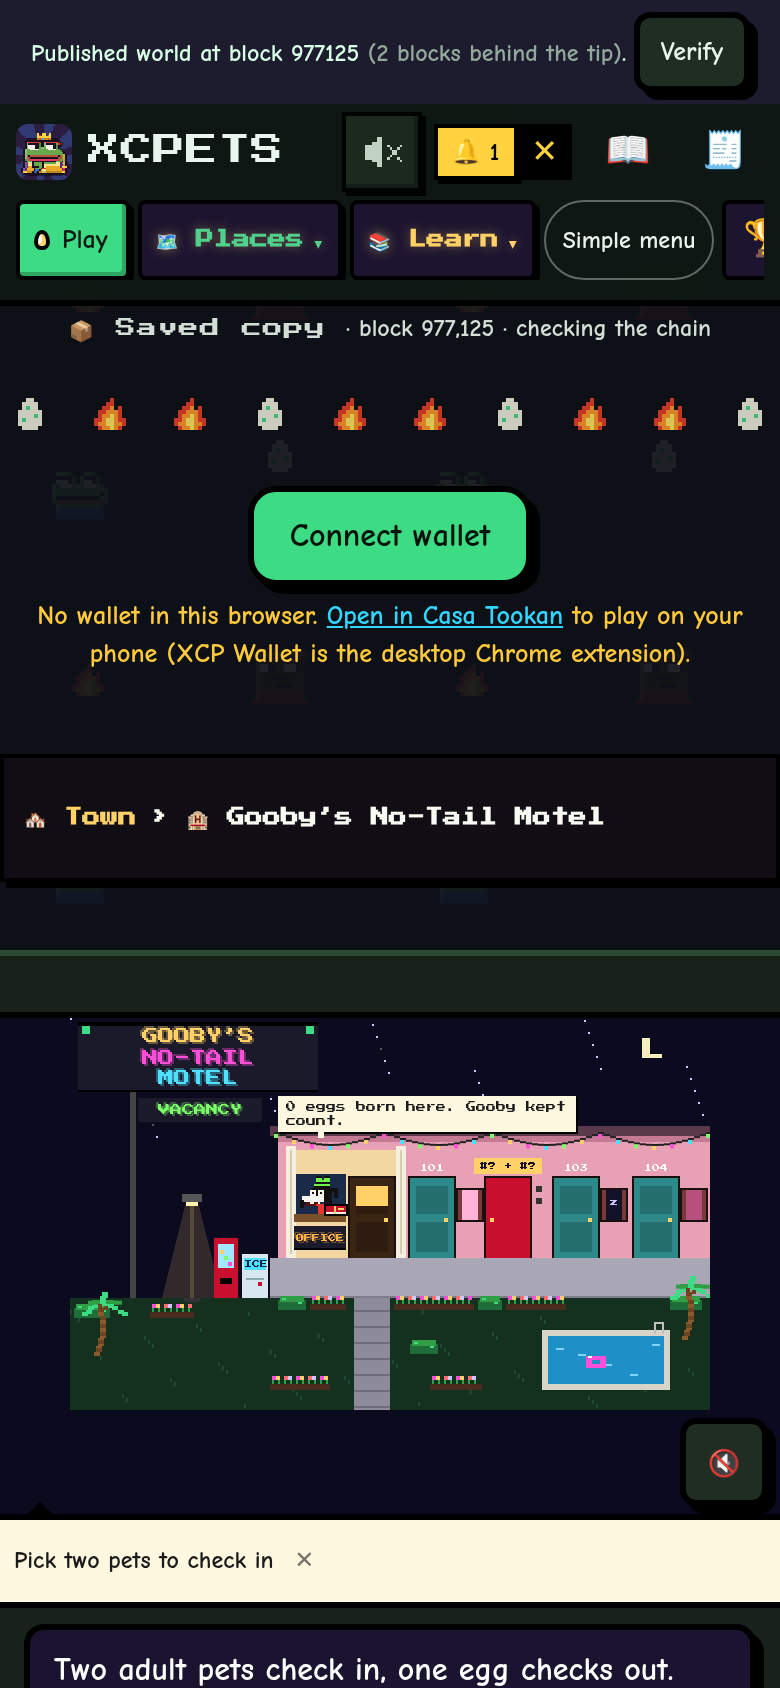 Published world at block 977125 (2 blocks behind the tip). Verify
XCPETS
1 ×
Play Places ▾ Learn ▾ Simple menu
Saved copy · block 977,125 · checking the chain
Connect wallet
No wallet in this browser. Open in Casa Tookan to play on your
phone (XCP Wallet is the desktop Chrome extension).
Town › Gooby's No-Tail Motel
GOOBY'S
NO-TAIL
MOTEL
VACANCY
0 eggs born here. Gooby kept
count.
101 #? + #? 103 104
z
OFFICE
ICE
Pick two pets to check in ×
Two adult pets check in, one egg checks out.